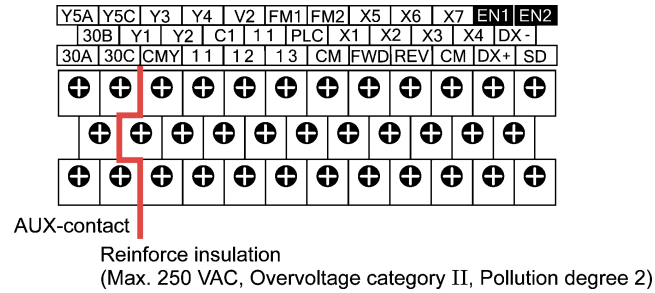 Y5A Y5C Y3 Y4 V2 FM1 FM2 X5 X6 X7 EN1 EN2
30B Y1 Y2 C1 11 PLC X1 X2 X3 X4 DX-
30A 30C CMY 11 12 13 CM FWD REV CM DX+ SD
AUX-contact
Reinforce insulation
(Max. 250 VAC, Overvoltage category II, Pollution degree 2)